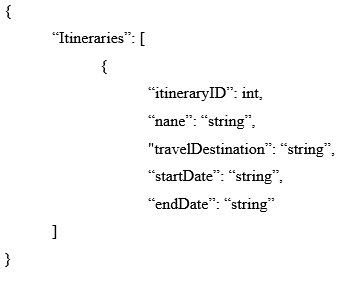 {
“Itineraries”: [
{
“itineraryID”: int,
“nane”: “string”,
"travelDestination”: “string”,
“startDate”: “string”,
“endDate”: “string”
]
}